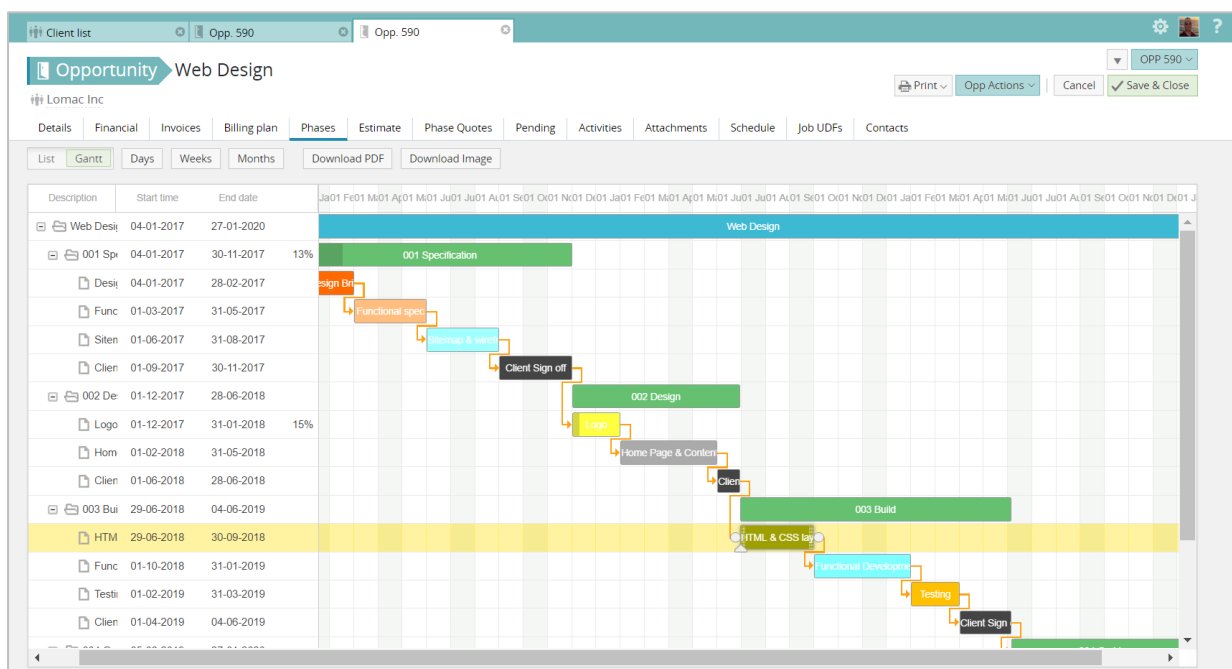 Client list Opp. 590 Opp. 590 ?
Opportunity Web Design OPP 590
Lomac Inc Print Opp Actions Cancel Save & Close
Details Financial Invoices Billing plan Phases Estimate Phase Quotes Pending Activities Attachments Schedule Job UDFs Contacts
List Gantt Days Weeks Months Download PDF Download Image
Description Start time End date
Web Desi 04-01-2017 27-01-2020 Web Design
001 Spe 04-01-2017 30-11-2017 13% 001 Specification
Desig 04-01-2017 28-02-2017 esign Bri
Func 01-03-2017 31-05-2017 Functional spec
Siten 01-06-2017 31-08-2017 Sitemap & wirefr
Clien 01-09-2017 30-11-2017 Client Sign off
002 De 01-12-2017 28-06-2018 002 Design
Logo 01-12-2017 31-01-2018 15% Logo
Hom 01-02-2018 31-05-2018 Home Page & Conten
Clien 01-06-2018 28-06-2018 Clien
003 Bui 29-06-2018 04-06-2019 003 Build
HTM 29-06-2018 30-09-2018 HTML & CSS lay
Func 01-10-2018 31-01-2019 Functional Developme
Testi 01-02-2019 31-03-2019 Testing
Clien 01-04-2019 04-06-2019 Client Sign